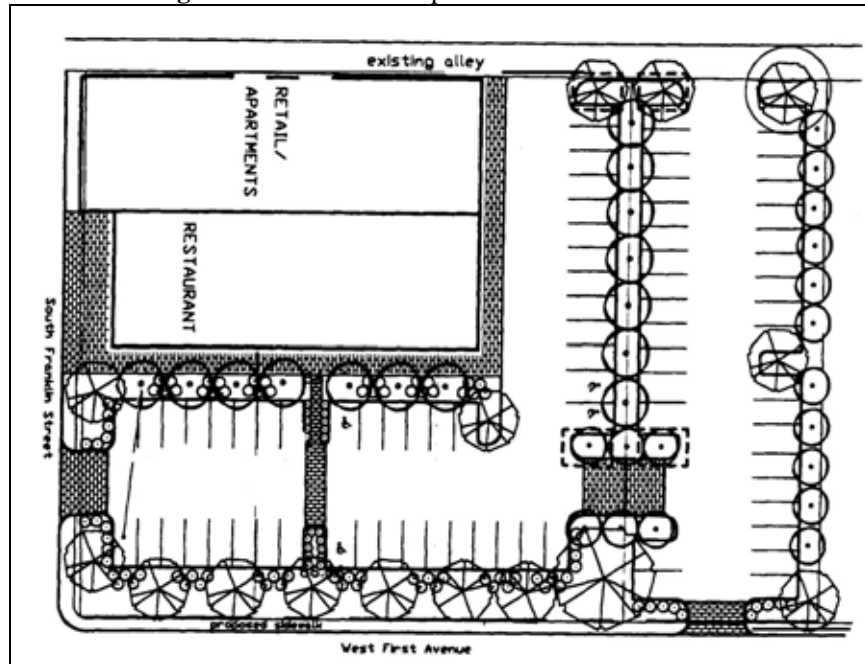 existing alley
RETAIL/
APARTMENTS
RESTAURANT
South Franklin Street
proposed sidewalk
West First Avenue